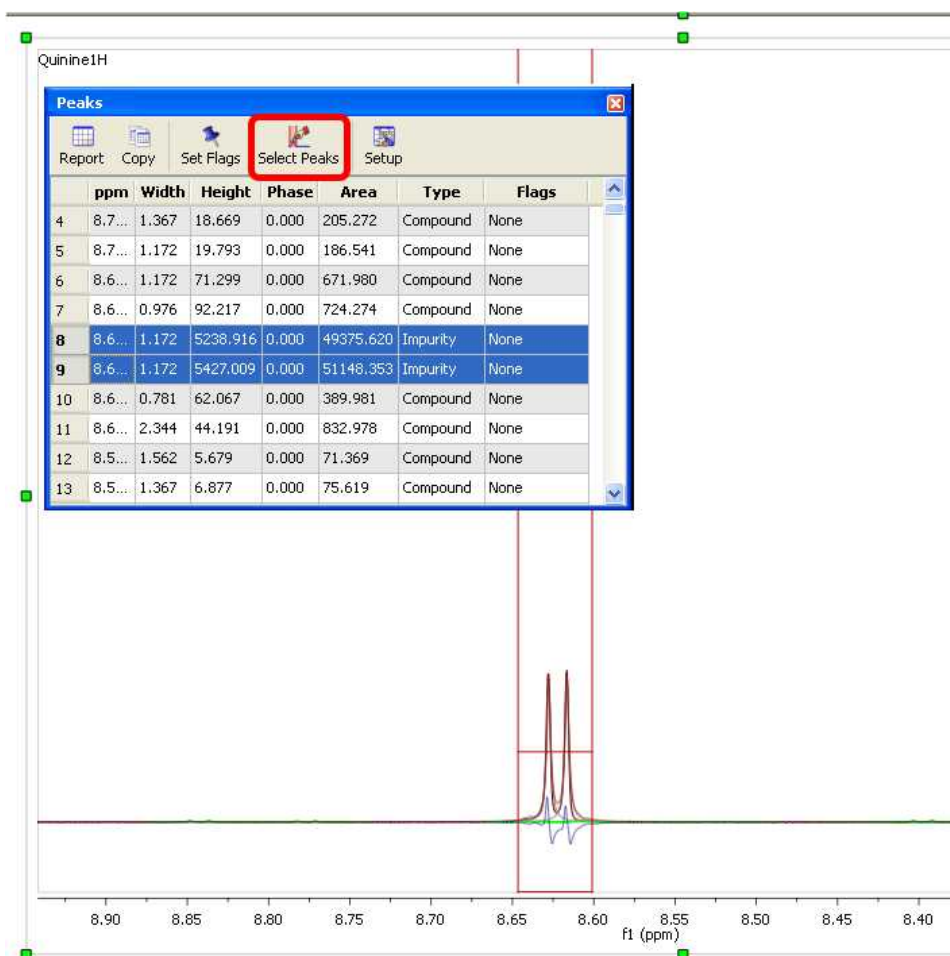 Quinine1H
Peaks
Report Copy Set Flags Select Peaks Setup
ppm Width Height Phase Area Type Flags
4 8.7... 1.367 18.669 0.000 205.272 Compound None
5 8.7... 1.172 19.793 0.000 186.541 Compound None
6 8.6... 1.172 71.299 0.000 671.980 Compound None
7 8.6... 0.976 92.217 0.000 724.274 Compound None
8 8.6... 1.172 5238.916 0.000 49375.620 Impurity None
9 8.6... 1.172 5427.009 0.000 51148.353 Impurity None
10 8.6... 0.781 62.067 0.000 389.981 Compound None
11 8.6... 2.344 44.191 0.000 832.978 Compound None
12 8.5... 1.562 5.679 0.000 71.369 Compound None
13 8.5... 1.367 6.877 0.000 75.619 Compound None
8.90 8.85 8.80 8.75 8.70 8.65 8.60 8.55 8.50 8.45 8.40
f1 (ppm)